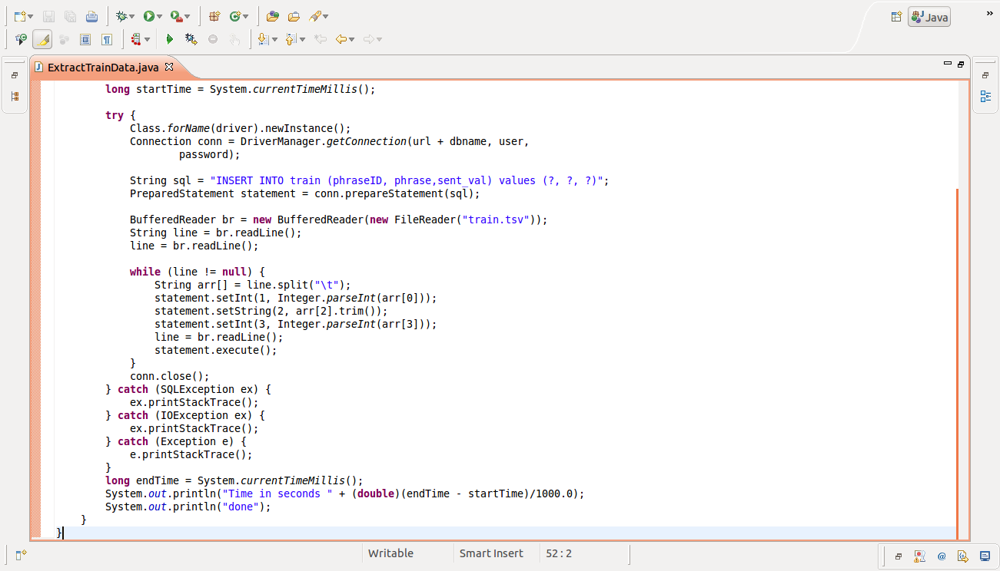 Java
»
ExtractTrainData.java
long startTime = System.currentTimeMillis();
try {
Class.forName(driver).newInstance();
Connection conn = DriverManager.getConnection(url + dbname, user,
password);
String sql = "INSERT INTO train (phraseID, phrase,sent_val) values (?, ?, ?)";
PreparedStatement statement = conn.prepareStatement(sql);
BufferedReader br = new BufferedReader(new FileReader("train.tsv"));
String line = br.readLine();
line = br.readLine();
while (line != null) {
String arr[] = line.split("\t");
statement.setInt(1, Integer.parseInt(arr[0]));
statement.setString(2, arr[2].trim());
statement.setInt(3, Integer.parseInt(arr[3]));
line = br.readLine();
statement.execute();
}
conn.close();
} catch (SQLException ex) {
ex.printStackTrace();
} catch (IOException ex) {
ex.printStackTrace();
} catch (Exception e) {
e.printStackTrace();
}
long endTime = System.currentTimeMillis();
System.out.println("Time in seconds " + (double)(endTime - startTime)/1000.0);
System.out.println("done");
}
}
Writable
Smart Insert
52 : 2